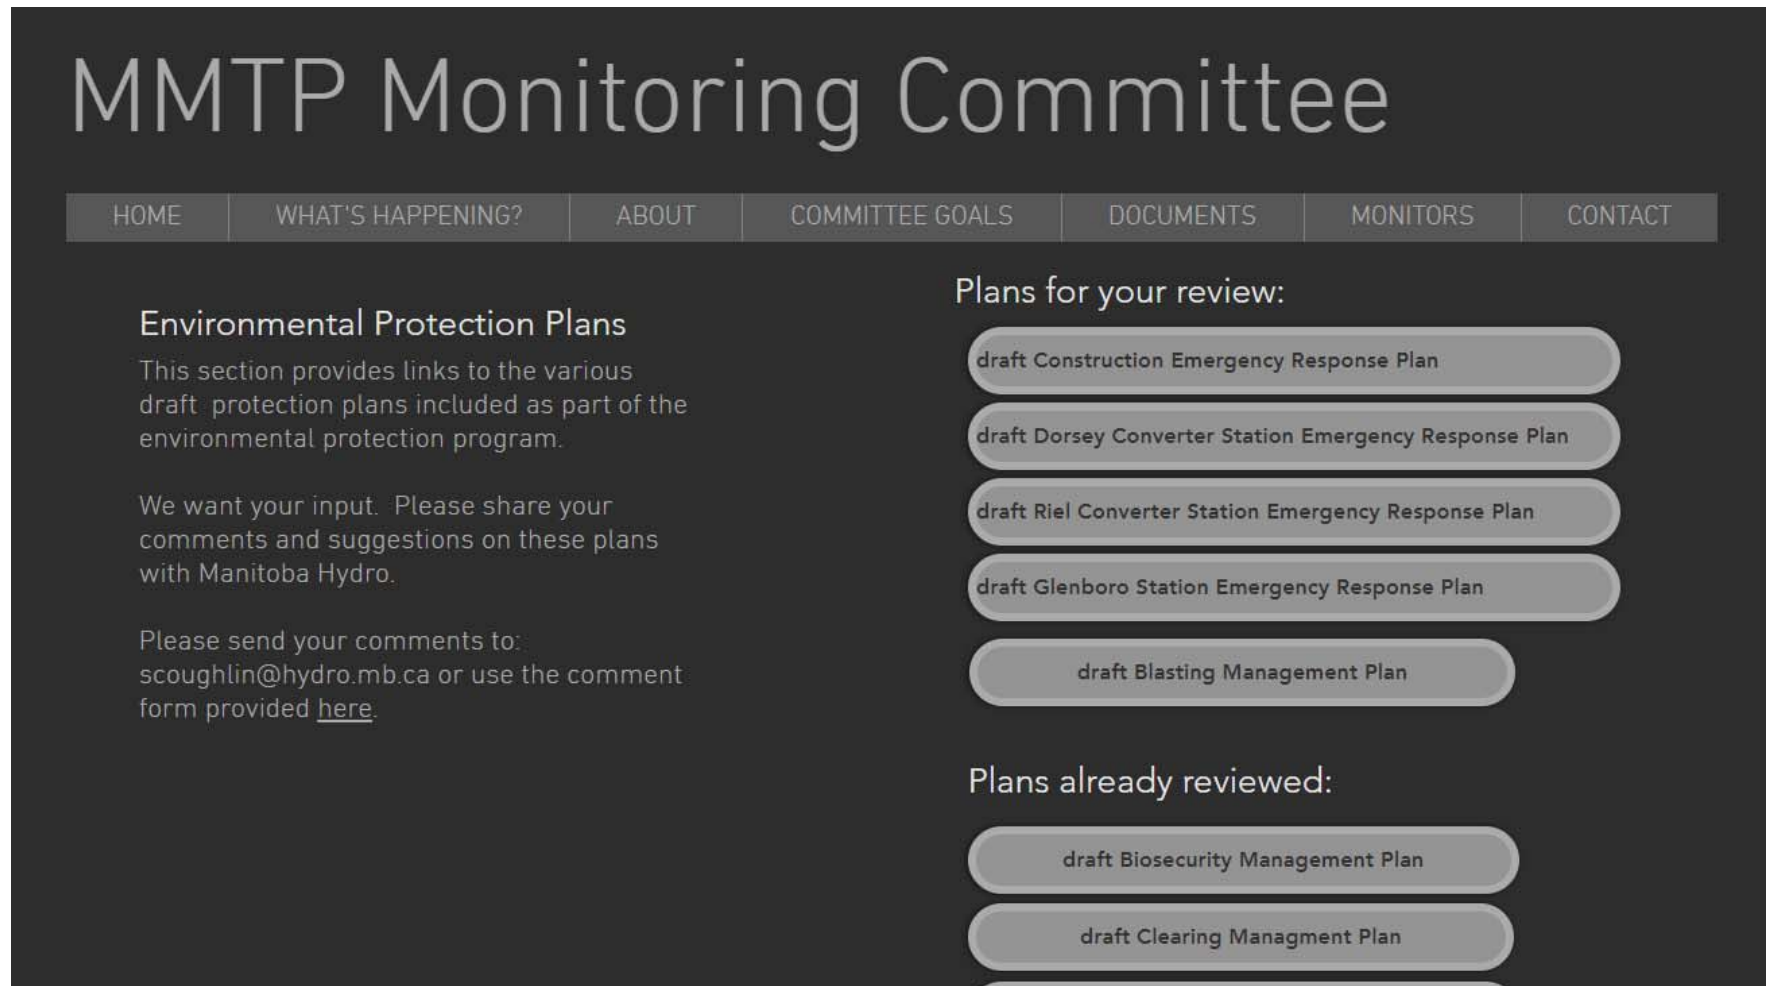 MMTP Monitoring Committee
HOME WHAT'S HAPPENING? ABOUT COMMITTEE GOALS DOCUMENTS MONITORS CONTACT
Environmental Protection Plans
This section provides links to the various
draft protection plans included as part of the
environmental protection program.
We want your input. Please share your
comments and suggestions on these plans
with Manitoba Hydro.
Please send your comments to:
scoughlin@hydro.mb.ca or use the comment
form provided here.
Plans for your review:
draft Construction Emergency Response Plan
draft Dorsey Converter Station Emergency Response Plan
draft Riel Converter Station Emergency Response Plan
draft Glenboro Station Emergency Response Plan
draft Blasting Management Plan
Plans already reviewed:
draft Biosecurity Management Plan
draft Clearing Managment Plan